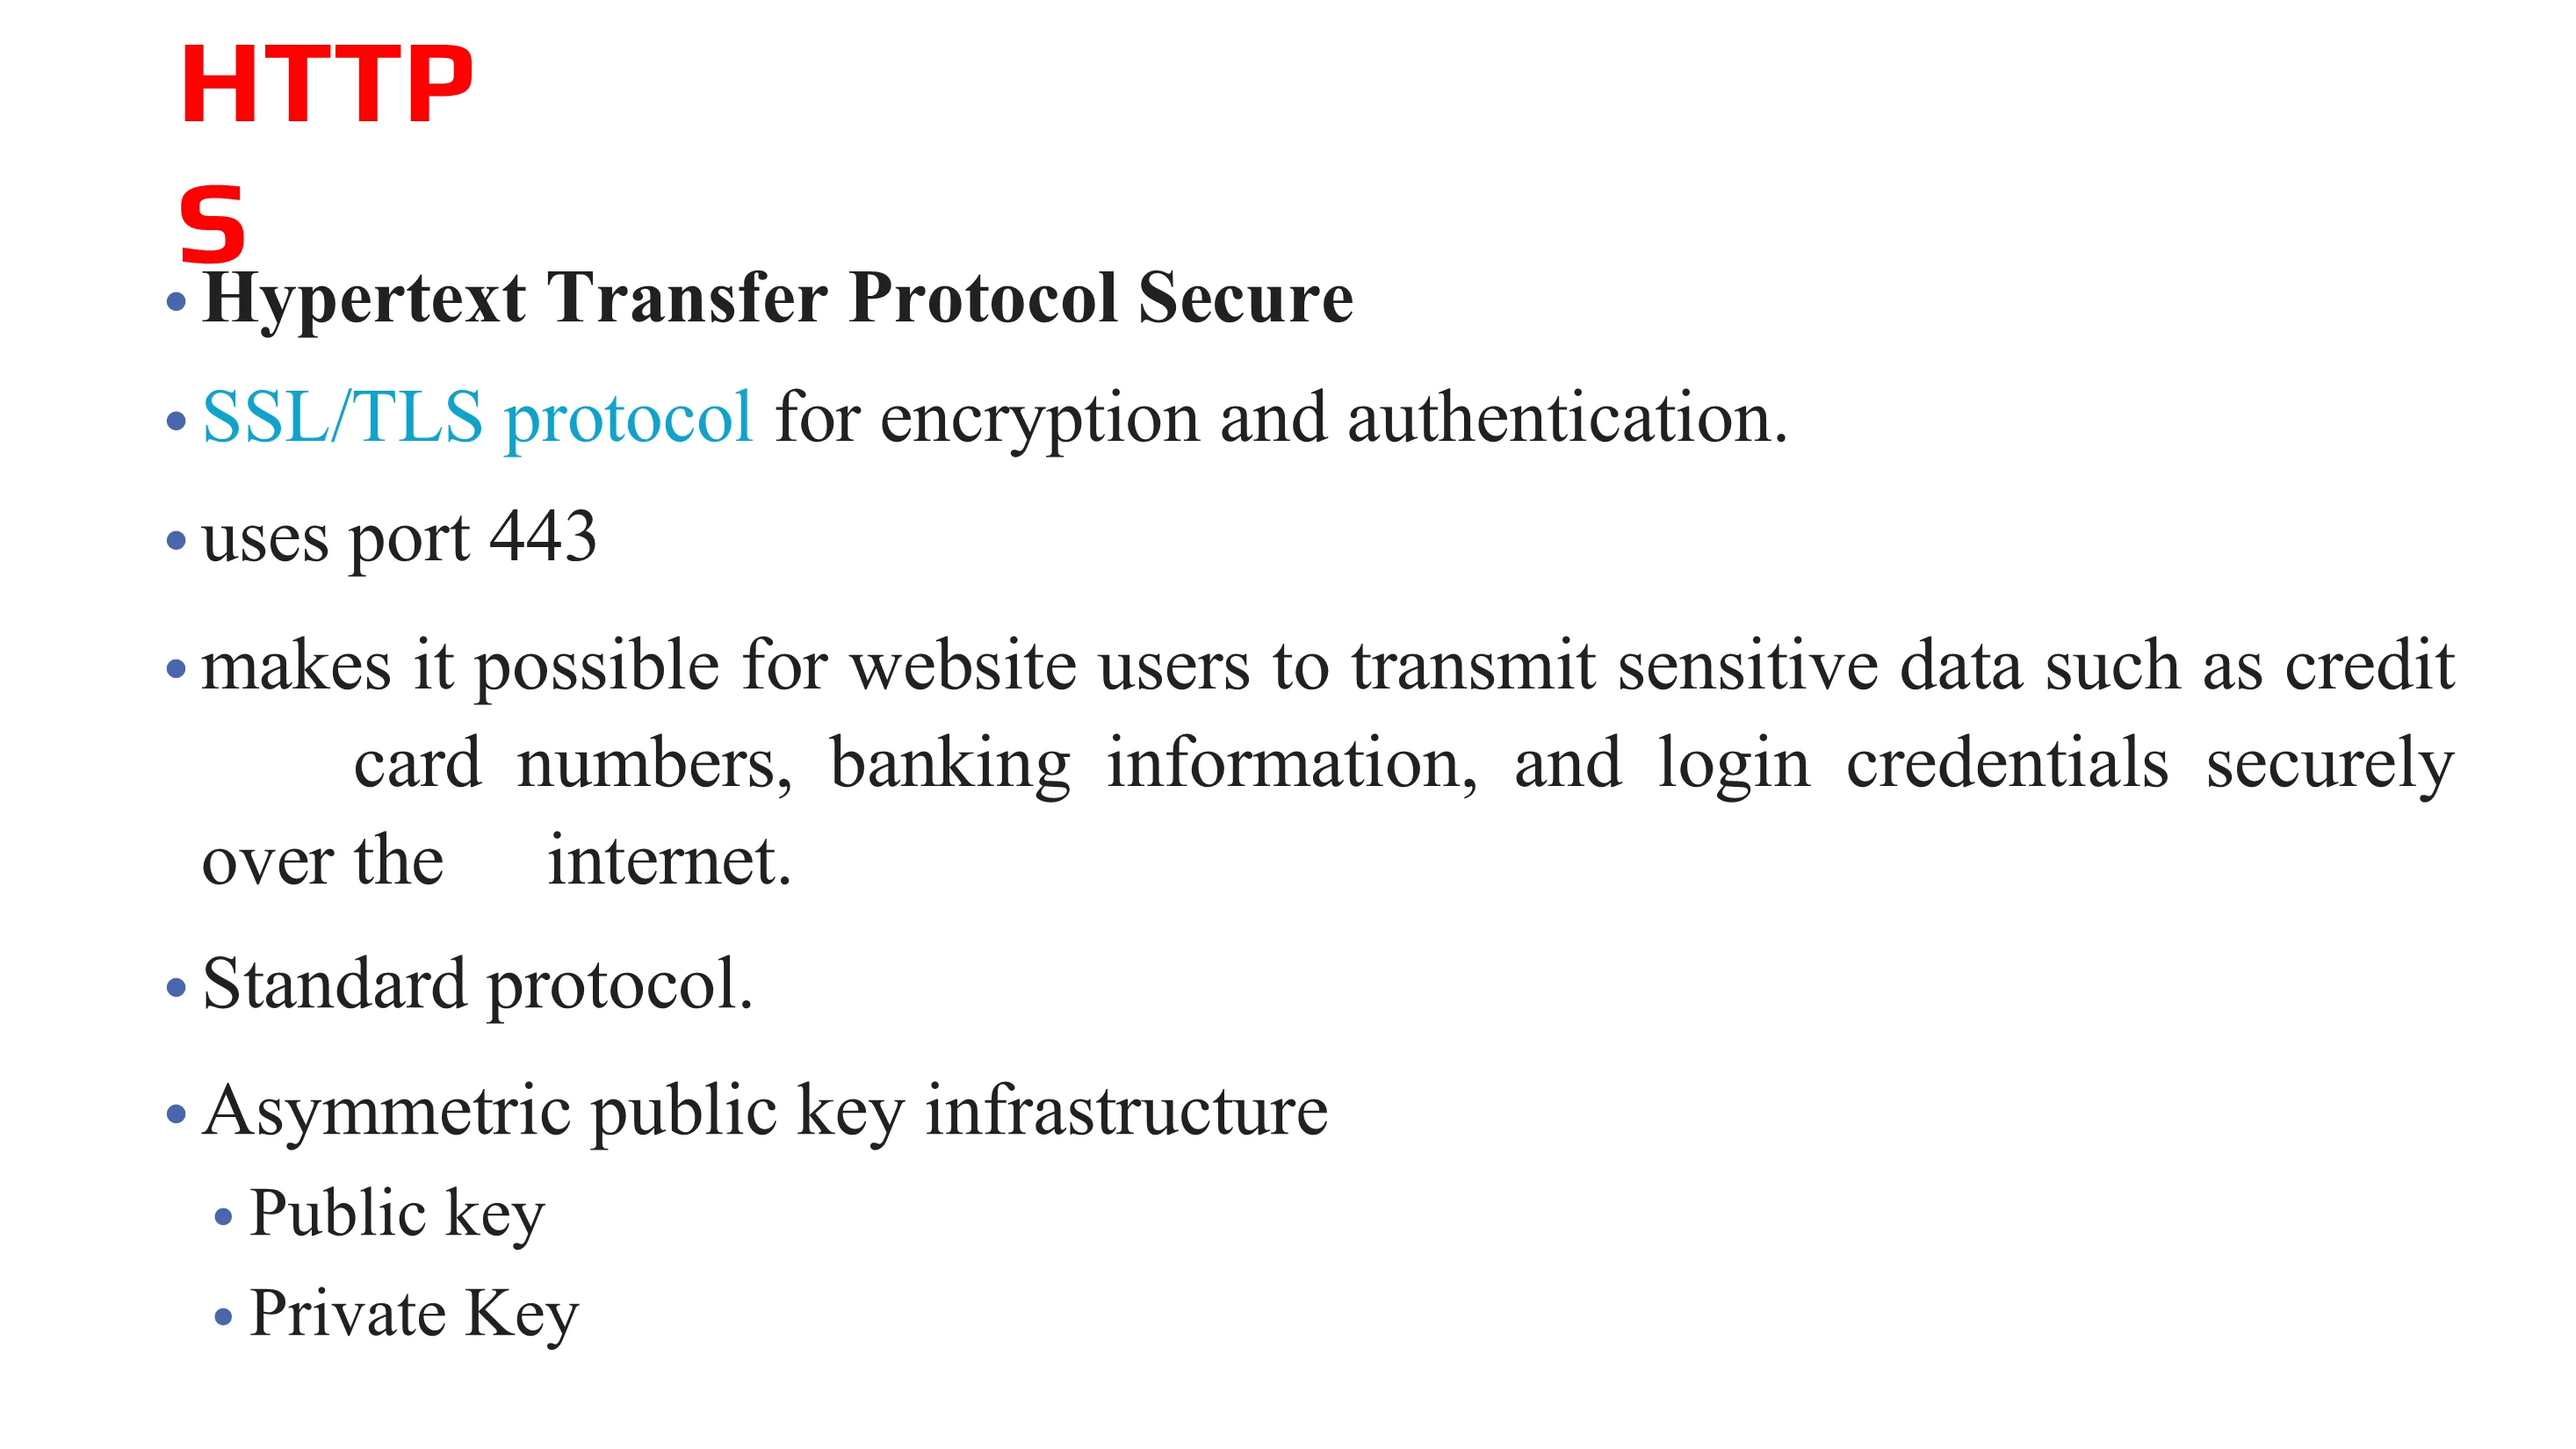 HTTP
S
• Hypertext Transfer Protocol Secure
• SSL/TLS protocol for encryption and authentication.
• uses port 443
• makes it possible for website users to transmit sensitive data such as credit
card numbers, banking information, and login credentials securely
over the internet.
• Standard protocol.
• Asymmetric public key infrastructure
• Public key
• Private Key